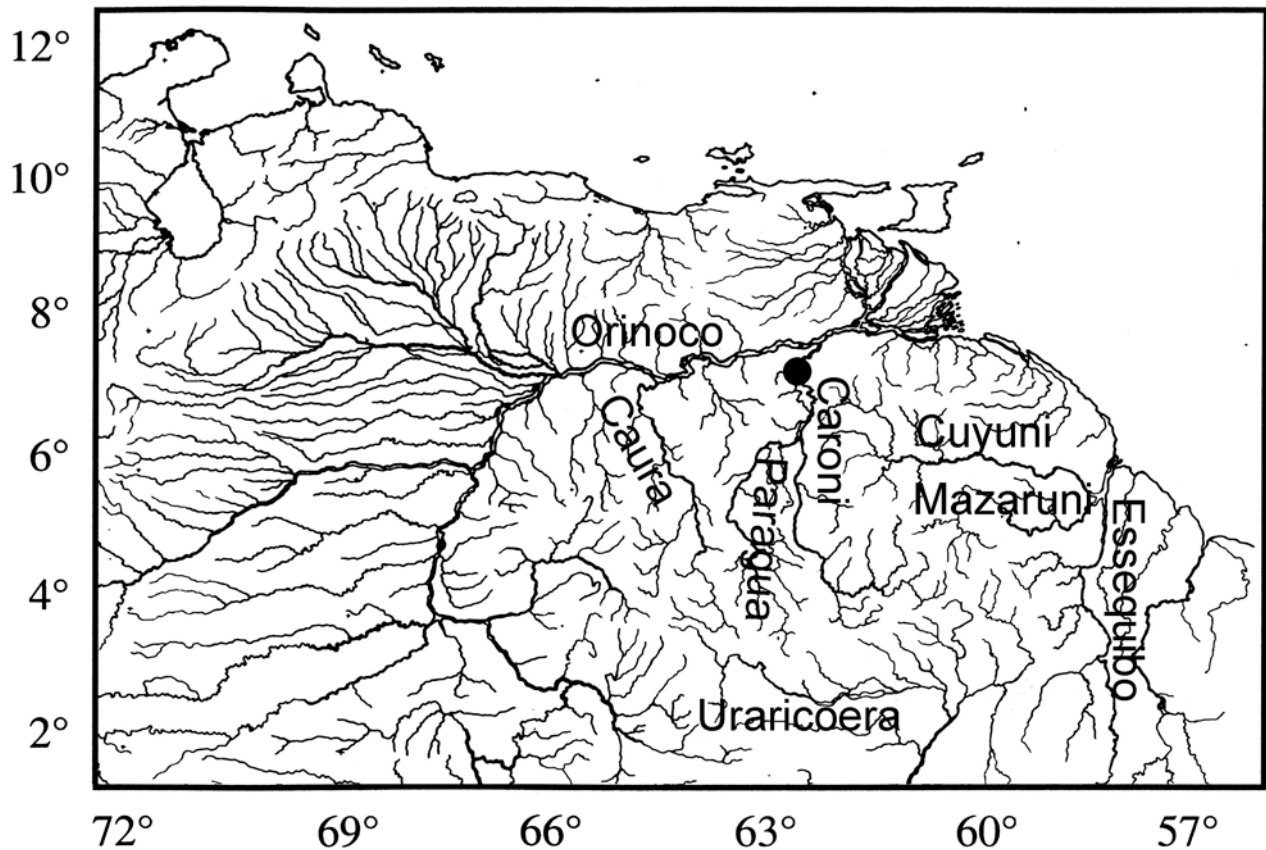 12°
10°
8°
6°
4°
2°
Orinoco
Caura
Caroni
Paragua
Cuyuni
Mazaruni
Essequibo
Uraricoera
72° 69° 66° 63° 60° 57°